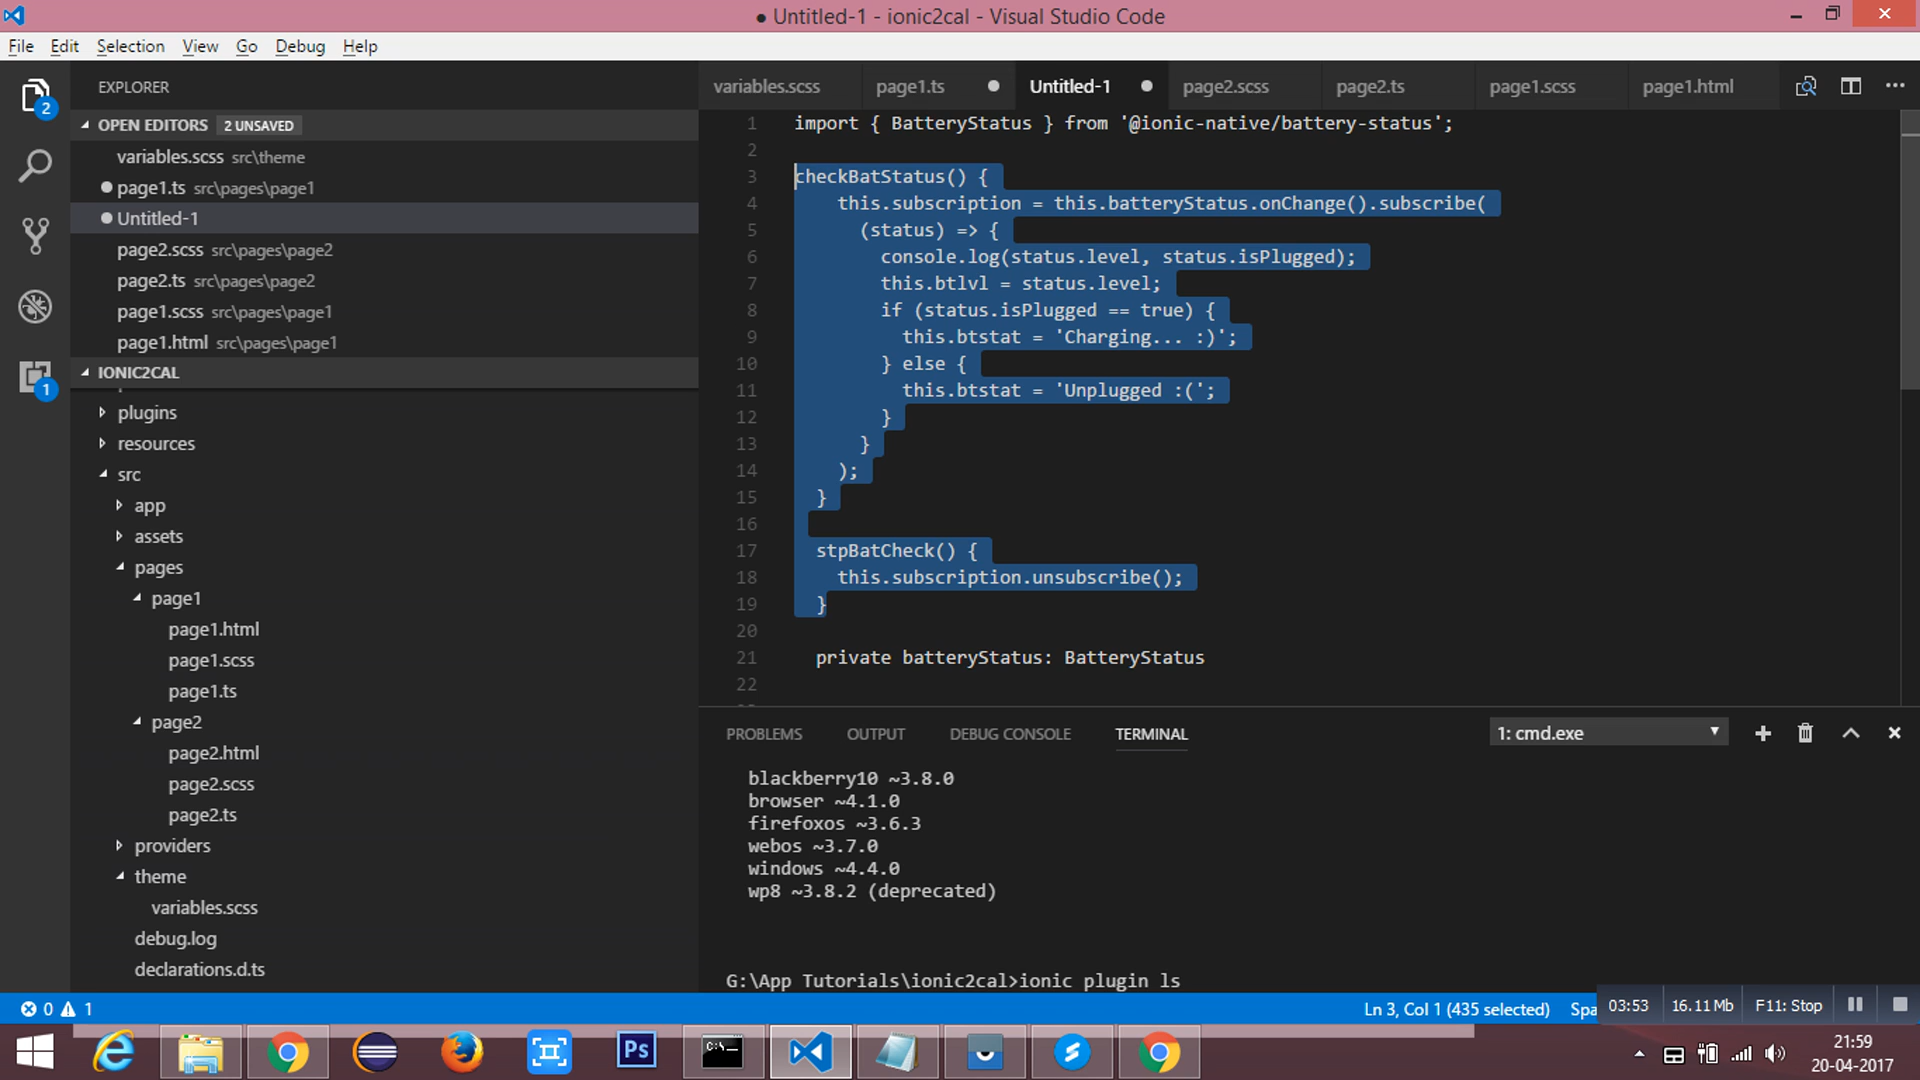 ● Untitled-1 - ionic2cal - Visual Studio Code
File Edit Selection View Go Debug Help
EXPLORER
OPEN EDITORS 2 UNSAVED
variables.scss src\theme
page1.ts src\pages\page1
Untitled-1
page2.scss src\pages\page2
page2.ts src\pages\page2
page1.scss src\pages\page1
page1.html src\pages\page1
IONIC2CAL
plugins
resources
src
app
assets
pages
page1
page1.html
page1.scss
page1.ts
page2
page2.html
page2.scss
page2.ts
providers
theme
variables.scss
debug.log
declarations.d.ts
2
1
variables.scss page1.ts Untitled-1 page2.scss page2.ts page1.scss page1.html
1 import { BatteryStatus } from '@ionic-native/battery-status';
2
3 checkBatStatus() {
4 this.subscription = this.batteryStatus.onChange().subscribe(
5 (status) => {
6 console.log(status.level, status.isPlugged);
7 this.btlvl = status.level;
8 if (status.isPlugged == true) {
9 this.btstat = 'Charging... :)';
10 } else {
11 this.btstat = 'Unplugged :(';
12 }
13 }
14 );
15 }
16
17 stpBatCheck() {
18 this.subscription.unsubscribe();
19 }
20
21 private batteryStatus: BatteryStatus
22
PROBLEMS OUTPUT DEBUG CONSOLE TERMINAL 1: cmd.exe
blackberry10 ~3.8.0
browser ~4.1.0
firefoxos ~3.6.3
webos ~3.7.0
windows ~4.4.0
wp8 ~3.8.2 (deprecated)
G:\App Tutorials\ionic2cal>ionic plugin ls
0 1 Ln 3, Col 1 (435 selected) Spa 03:53 16.11 Mb F11: Stop
Ps
C:\
21:59
20-04-2017